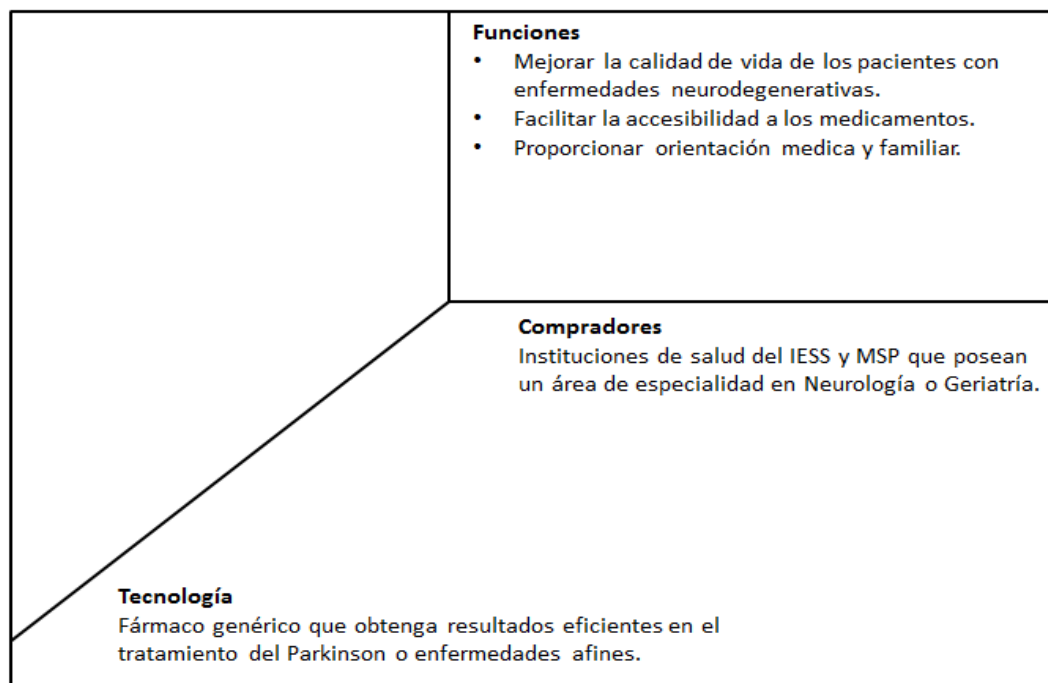 Funciones
• Mejorar la calidad de vida de los pacientes con
enfermedades neurodegenerativas.
• Facilitar la accesibilidad a los medicamentos.
• Proporcionar orientación medica y familiar.
Compradores
Instituciones de salud del IESS y MSP que posean
un área de especialidad en Neurología o Geriatría.
Tecnología
Fármaco genérico que obtenga resultados eficientes en el
tratamiento del Parkinson o enfermedades afines.